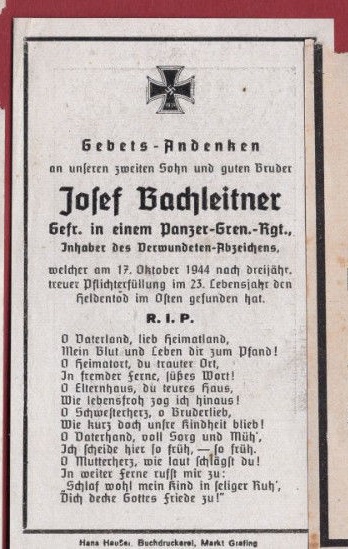 Gebets-Andenken
an unseren zweiten Sohn und guten Bruder
Josef Bachleitner
Gefr. in einem Panzer-Gren.-Rgt.,
Inhaber des Verwundeten-Abzeichens,
welcher am 17. Oktober 1944 nach dreijähr.
treuer Pflichterfüllung im 23. Lebensjahr den
Heldentod im Osten gefunden hat.
R. I. P.
O Vaterland, lieb Heimatland,
Mein Blut und Leben dir zum Pfand!
O Heimatort, du trauter Ort,
In fremder Ferne, süßes Wort!
O Elternhaus, du teures Haus,
Wie lebensfroh zog ich hinaus!
O Schwesterherz, o Bruderlieb,
Wie kurz doch unsre Kindheit blieb!
O Vaterhand, voll Sorg und Müh',
Ich scheide hier so früh, — so früh.
O Mutterherz, wie laut schlägst du!
In weiter Ferne rufst mir zu:
"Schlaf wohl mein Kind in seliger Ruh',
Dich decke Gottes Friede zu!"
Hans Haußer, Buchdruckerei, Markt Grafing